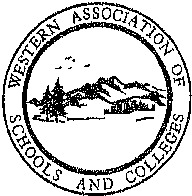 WESTERN ASSOCIATION OF
SCHOOLS AND COLLEGES